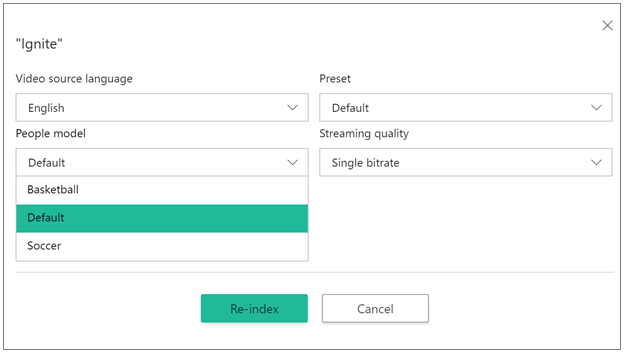 "Ignite"
Video source language
Preset
English
Default
People model
Streaming quality
Default
Single bitrate
Basketball
Default
Soccer
Re-index
Cancel